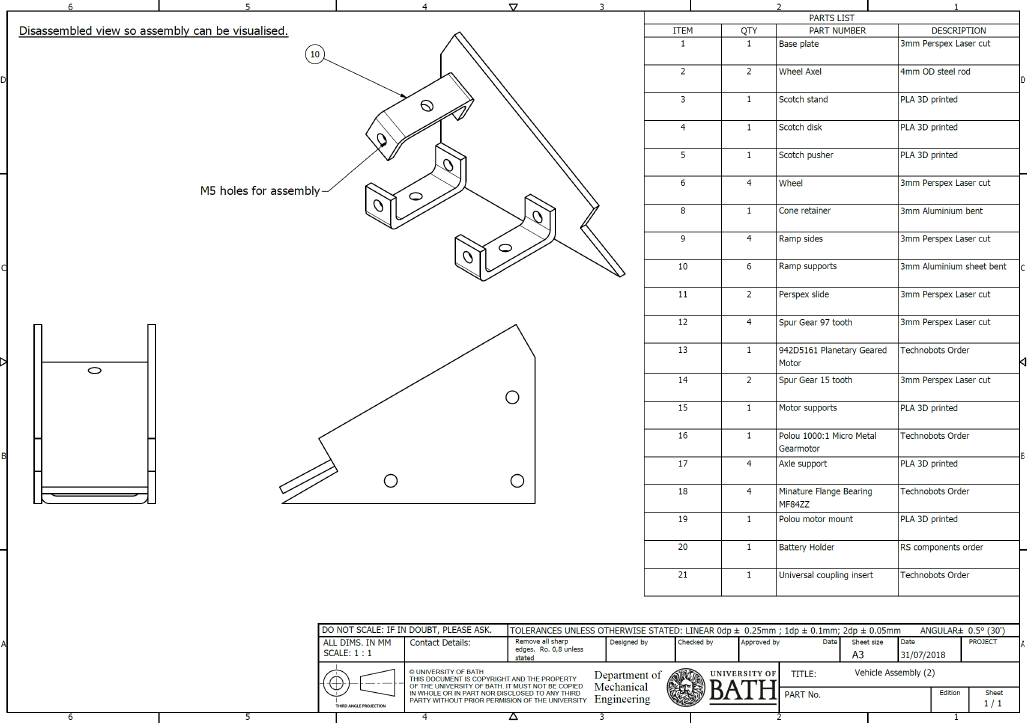 6 5 4 3 2 1
Disassembled view so assembly can be visualised.
10
M5 holes for assembly
PARTS LIST
ITEM QTY PART NUMBER DESCRIPTION
1 1 Base plate 3mm Perspex Laser cut
2 2 Wheel Axel 4mm OD steel rod
3 1 Scotch stand PLA 3D printed
4 1 Scotch disk PLA 3D printed
5 1 Scotch pusher PLA 3D printed
6 4 Wheel 3mm Perspex Laser cut
8 1 Cone retainer 3mm Aluminium bent
9 4 Ramp sides 3mm Perspex Laser cut
10 6 Ramp supports 3mm Aluminium sheet bent
11 2 Perspex slide 3mm Perspex Laser cut
12 4 Spur Gear 97 tooth 3mm Perspex Laser cut
13 1 942D5161 Planetary Geared Technobots Order
Motor
14 2 Spur Gear 15 tooth 3mm Perspex Laser cut
15 1 Motor supports PLA 3D printed
16 1 Polou 1000:1 Micro Metal Technobots Order
Gearmotor
17 4 Axle support PLA 3D printed
18 4 Minature Flange Bearing Technobots Order
MF84ZZ
19 1 Polou motor mount PLA 3D printed
20 1 Battery Holder RS components order
21 1 Universal coupling insert Technobots Order
D D
C C
B B
A A
DO NOT SCALE: IF IN DOUBT, PLEASE ASK. TOLERANCES UNLESS OTHERWISE STATED: LINEAR 0dp ± 0.25mm ; 1dp ± 0.1mm; 2dp ± 0.05mm ANGULAR± 0.5° (30')
ALL DIMS. IN MM
SCALE: 1 : 1
Contact Details:
Remove all sharp
edges. Ro. 0,8 unless
stated
Designed by Checked by Approved by Date
Sheet size
A3
Date
31/07/2018
PROJECT
THIRD ANGLE PROJECTION
© UNIVERSITY OF BATH
THIS DOCUMENT IS COPYRIGHT AND THE PROPERTY
OF THE UNIVERSITY OF BATH. IT MUST NOT BE COPIED
IN WHOLE OR IN PART NOR DISCLOSED TO ANY THIRD
PARTY WITHOUT PRIOR PERMISION OF THE UNIVERSITY
Department of
Mechanical
Engineering
UNIVERSITY OF
BATH
TITLE: Vehicle Assembly (2)
PART No.
Edition
Sheet
1 / 1
6 5 4 3 2 1